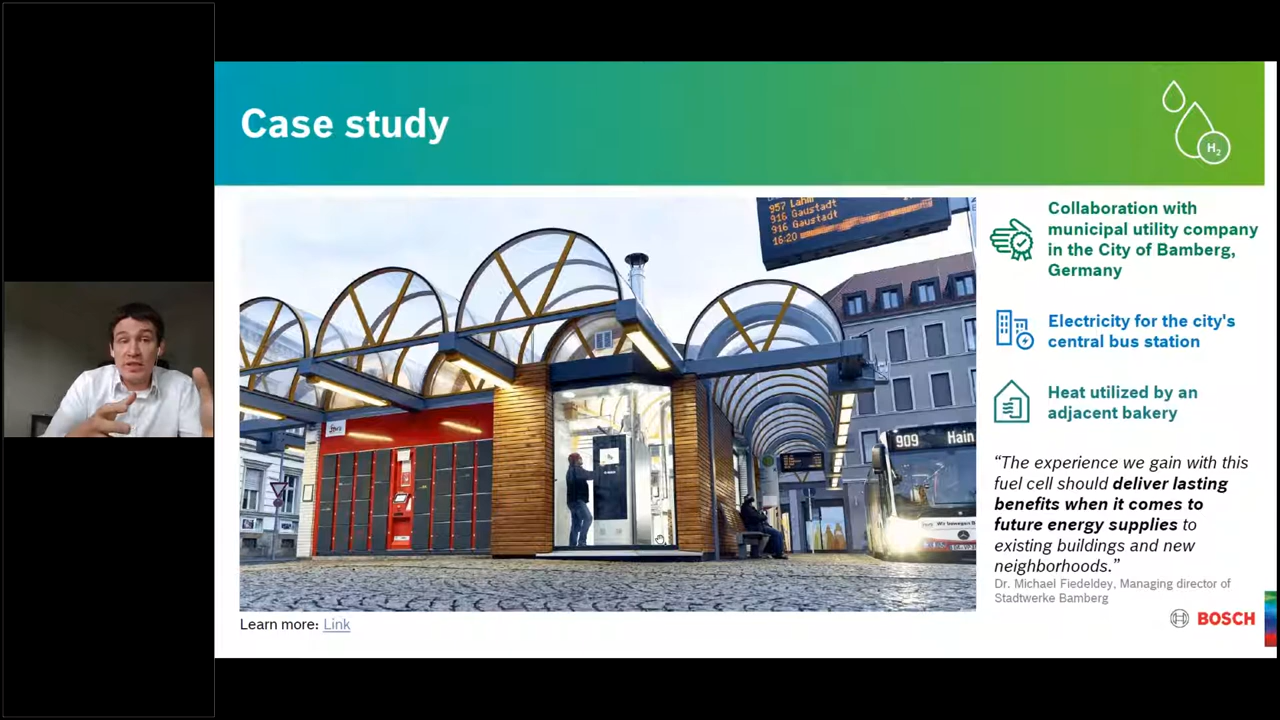 Case study
H2
957 Lahm
916 Gaustadt
916 Gaustadt
16:20
909 Hain
Collaboration with
municipal utility company
in the City of Bamberg,
Germany
Electricity for the city's
central bus station
Heat utilized by an
adjacent bakery
“The experience we gain with this
fuel cell should deliver lasting
benefits when it comes to
future energy supplies to
existing buildings and new
neighborhoods.”
Dr. Michael Fiedeldey, Managing director of
Stadtwerke Bamberg
Learn more: Link
BOSCH